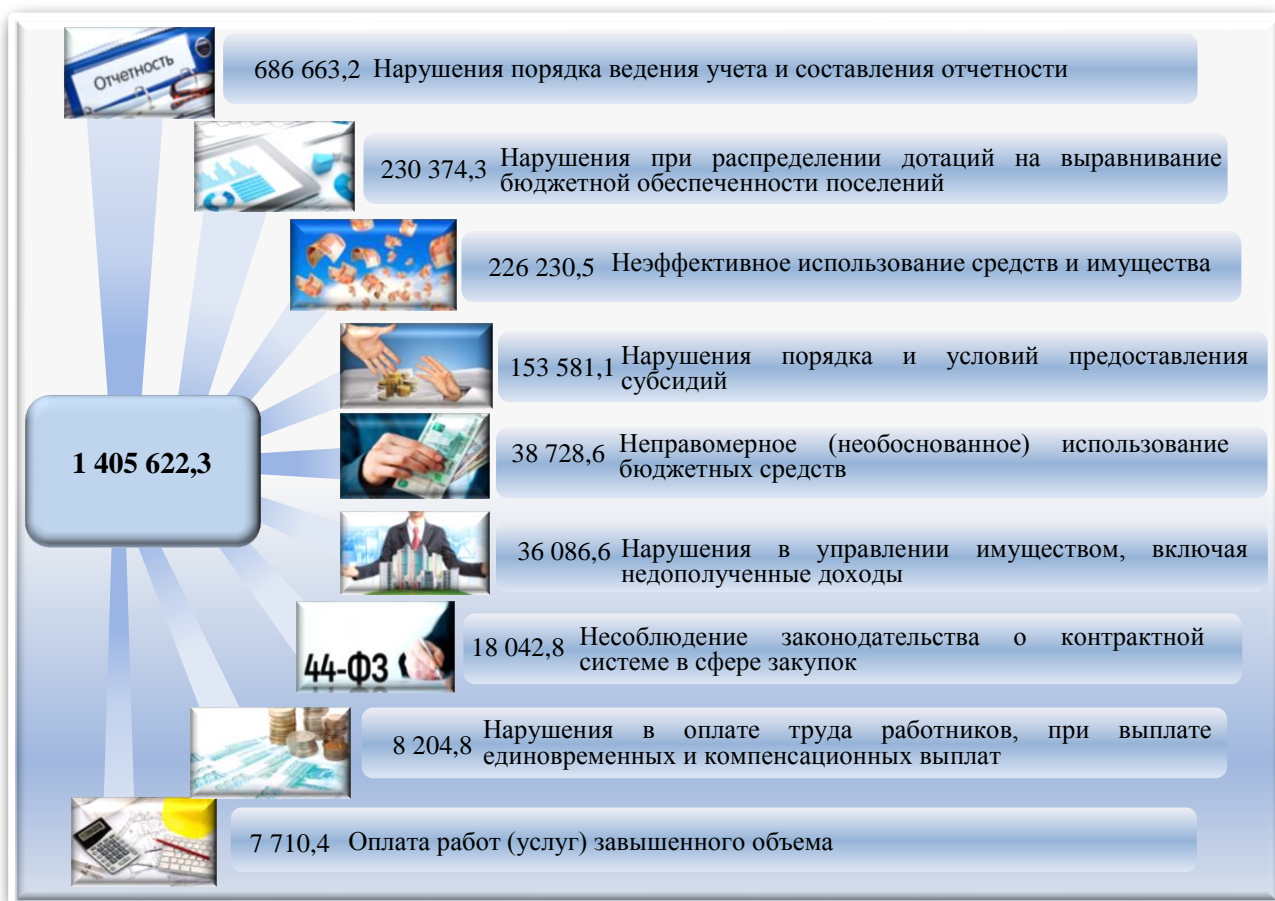 Отчетность
686 663,2 Нарушения порядка ведения учета и составления отчетности
230 374,3 Нарушения при распределении дотаций на выравнивание
бюджетной обеспеченности поселений
226 230,5 Неэффективное использование средств и имущества
153 581,1 Нарушения порядка и условий предоставления
субсидий
1 405 622,3
38 728,6 Неправомерное (необоснованное) использование
бюджетных средств
36 086,6 Нарушения в управлении имуществом, включая
недополученные доходы
44-ФЗ
18 042,8 Несоблюдение законодательства о контрактной
системе в сфере закупок
8 204,8 Нарушения в оплате труда работников, при выплате
единовременных и компенсационных выплат
7 710,4 Оплата работ (услуг) завышенного объема